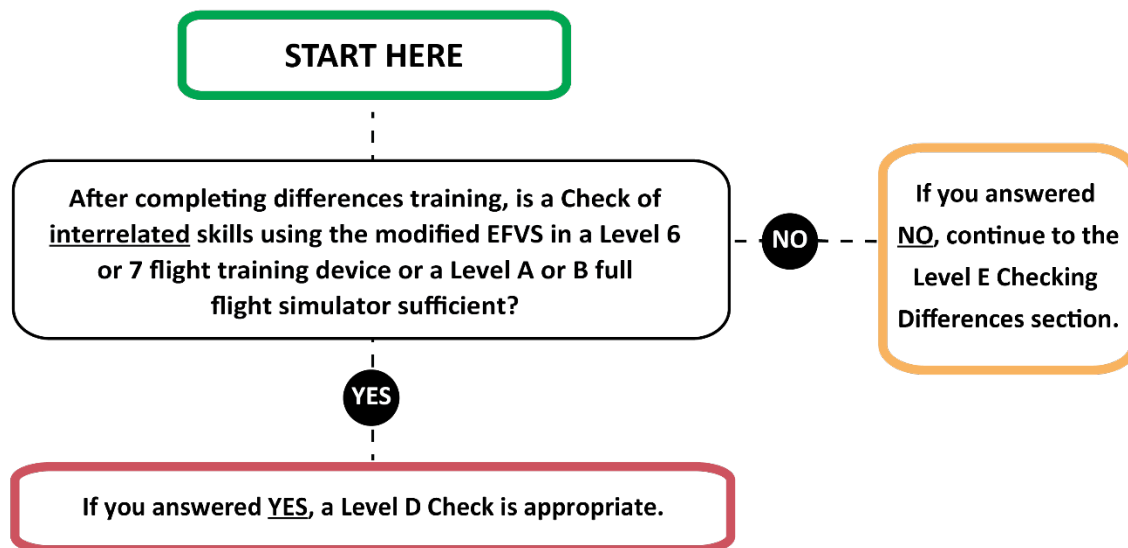 START HERE
After completing differences training, is a Check of
interrelated skills using the modified EFVS in a Level 6
or 7 flight training device or a Level A or B full
flight simulator sufficient?
NO
If you answered
NO, continue to the
Level E Checking
Differences section.
YES
If you answered YES, a Level D Check is appropriate.